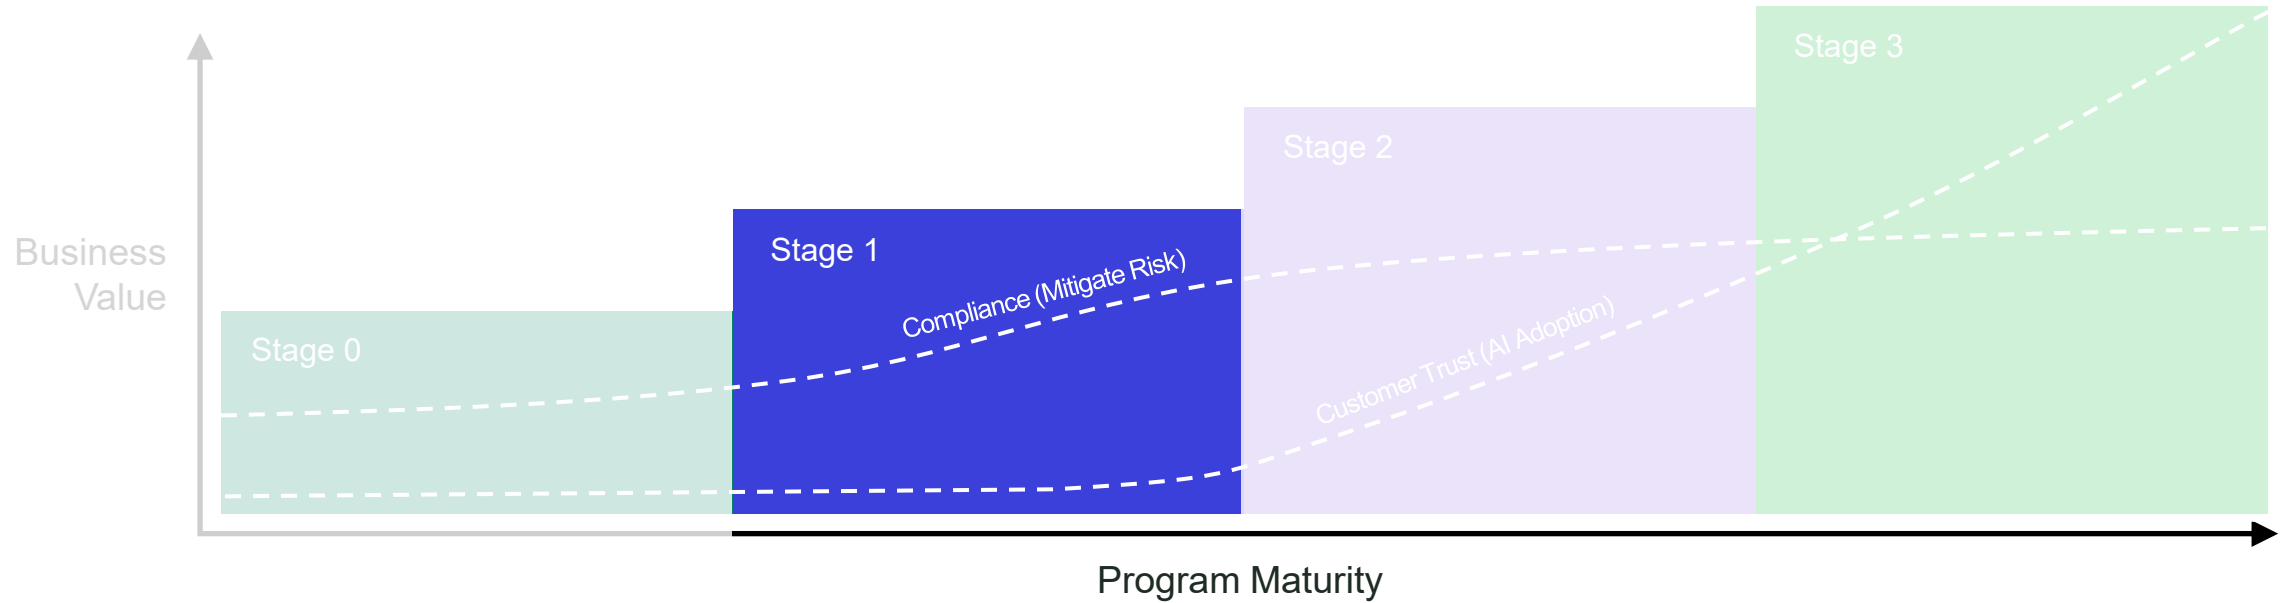 Business
Value
Stage 0
Stage 1
Compliance (Mitigate Risk)
Stage 2
Customer Trust (AI Adoption)
Stage 3
Program Maturity